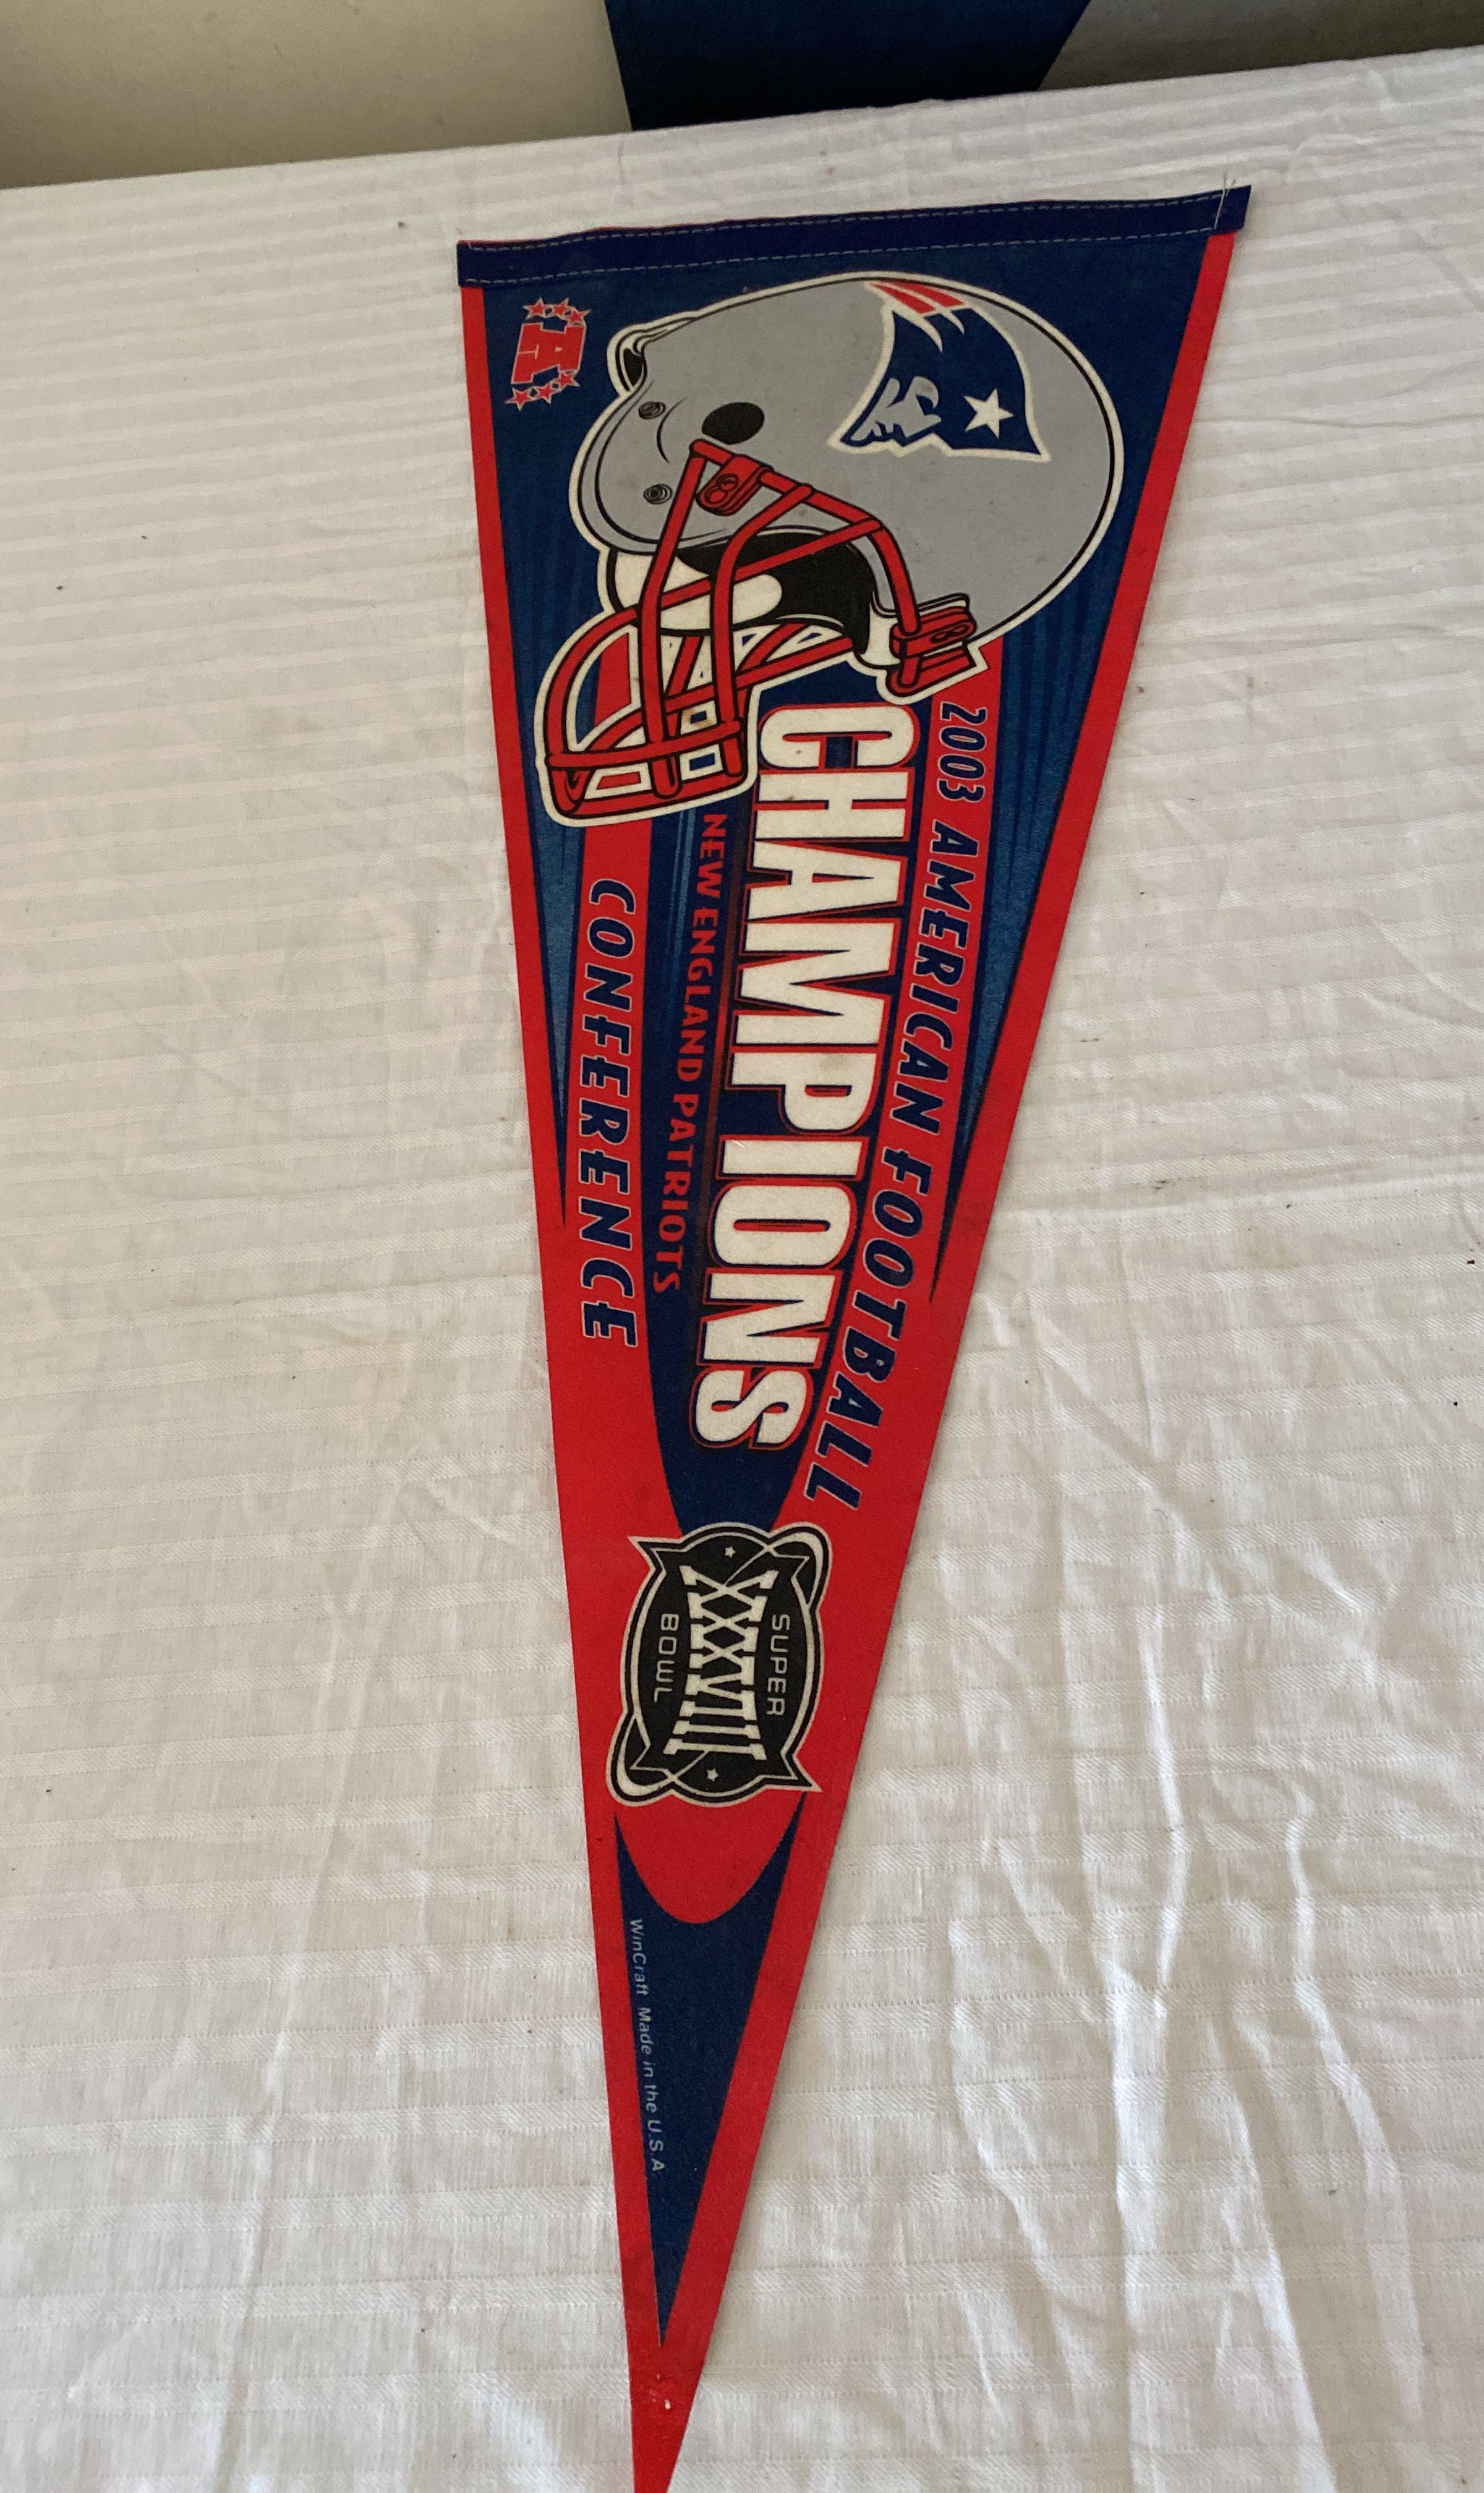 A
2003 AMERICAN FOOTBALL
CHAMPIONS
NEW ENGLAND PATRIOTS
CONFERENCE
SUPER
XXXVIII
BOWL
WinCraft Made in the U.S.A.